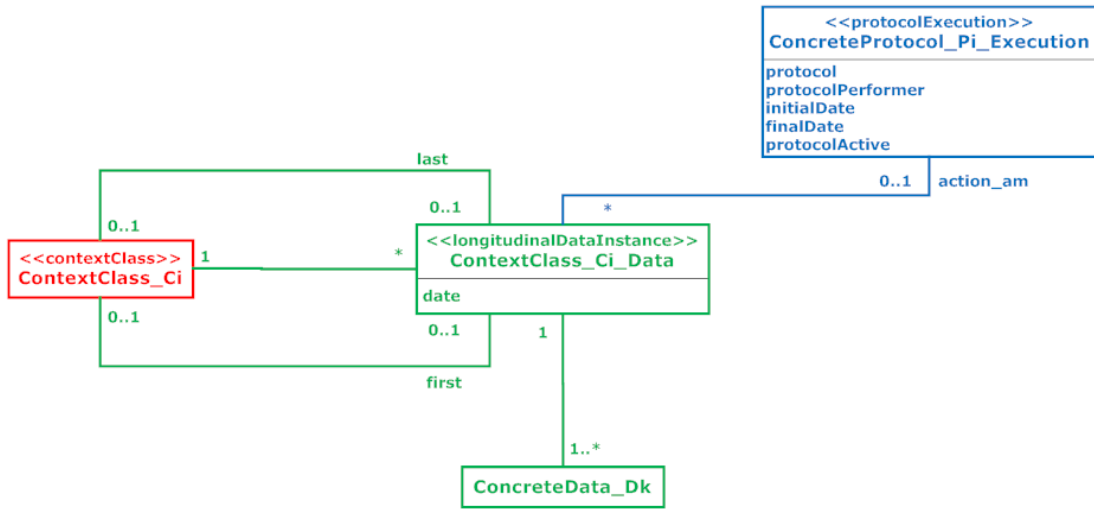 <<protocolExecution>>
ConcreteProtocol_Pi_Execution
protocol
protocolPerformer
initialDate
finalDate
protocolActive
last
0..1
action_am
0..1
*
0..1
<<longitudinalDataInstance>>
ContextClass_Ci_Data
date
<<contextClass>>
ContextClass_Ci
1
*
0..1
0..1
1
first
1..*
ConcreteData_Dk